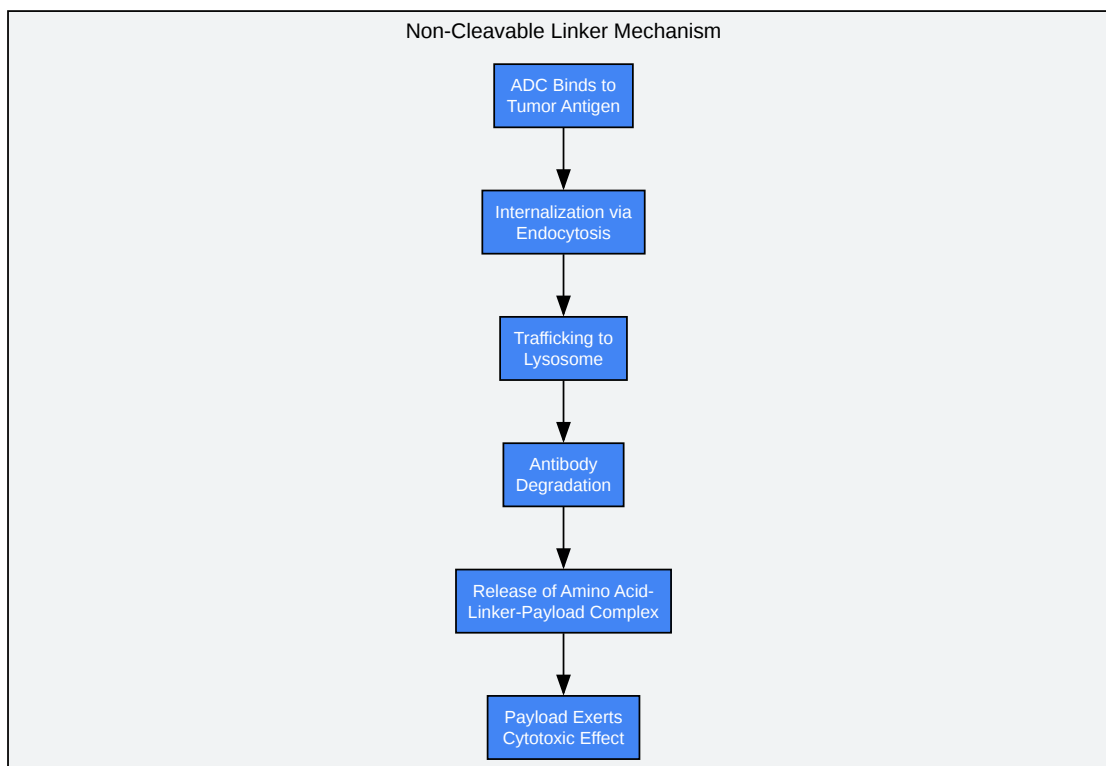 Non-Cleavable Linker Mechanism
ADC Binds to
Tumor Antigen
Internalization via
Endocytosis
Trafficking to
Lysosome
Antibody
Degradation
Release of Amino Acid-
Linker-Payload Complex
Payload Exerts
Cytotoxic Effect